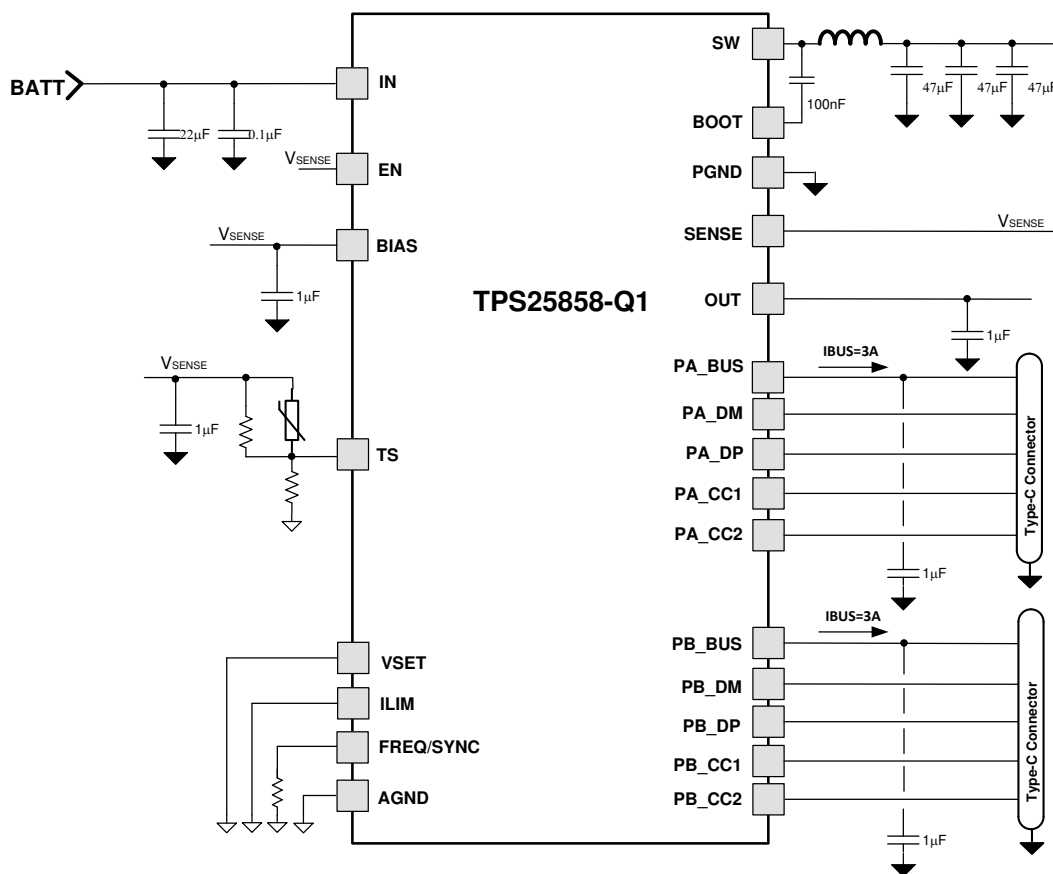 BATT
22µF
0.1µF
IN
VSENSE
EN
VSENSE
BIAS
1µF
VSENSE
1µF
TS
VSET
ILIM
FREQ/SYNC
AGND
TPS25858-Q1
SW
100nF
47µF
47µF
47µF
BOOT
PGND
SENSE
VSENSE
OUT
1µF
PA_BUS
IBUS=3A
PA_DM
PA_DP
PA_CC1
PA_CC2
1µF
Type-C Connector
PB_BUS
IBUS=3A
PB_DM
PB_DP
PB_CC1
PB_CC2
1µF
Type-C Connector